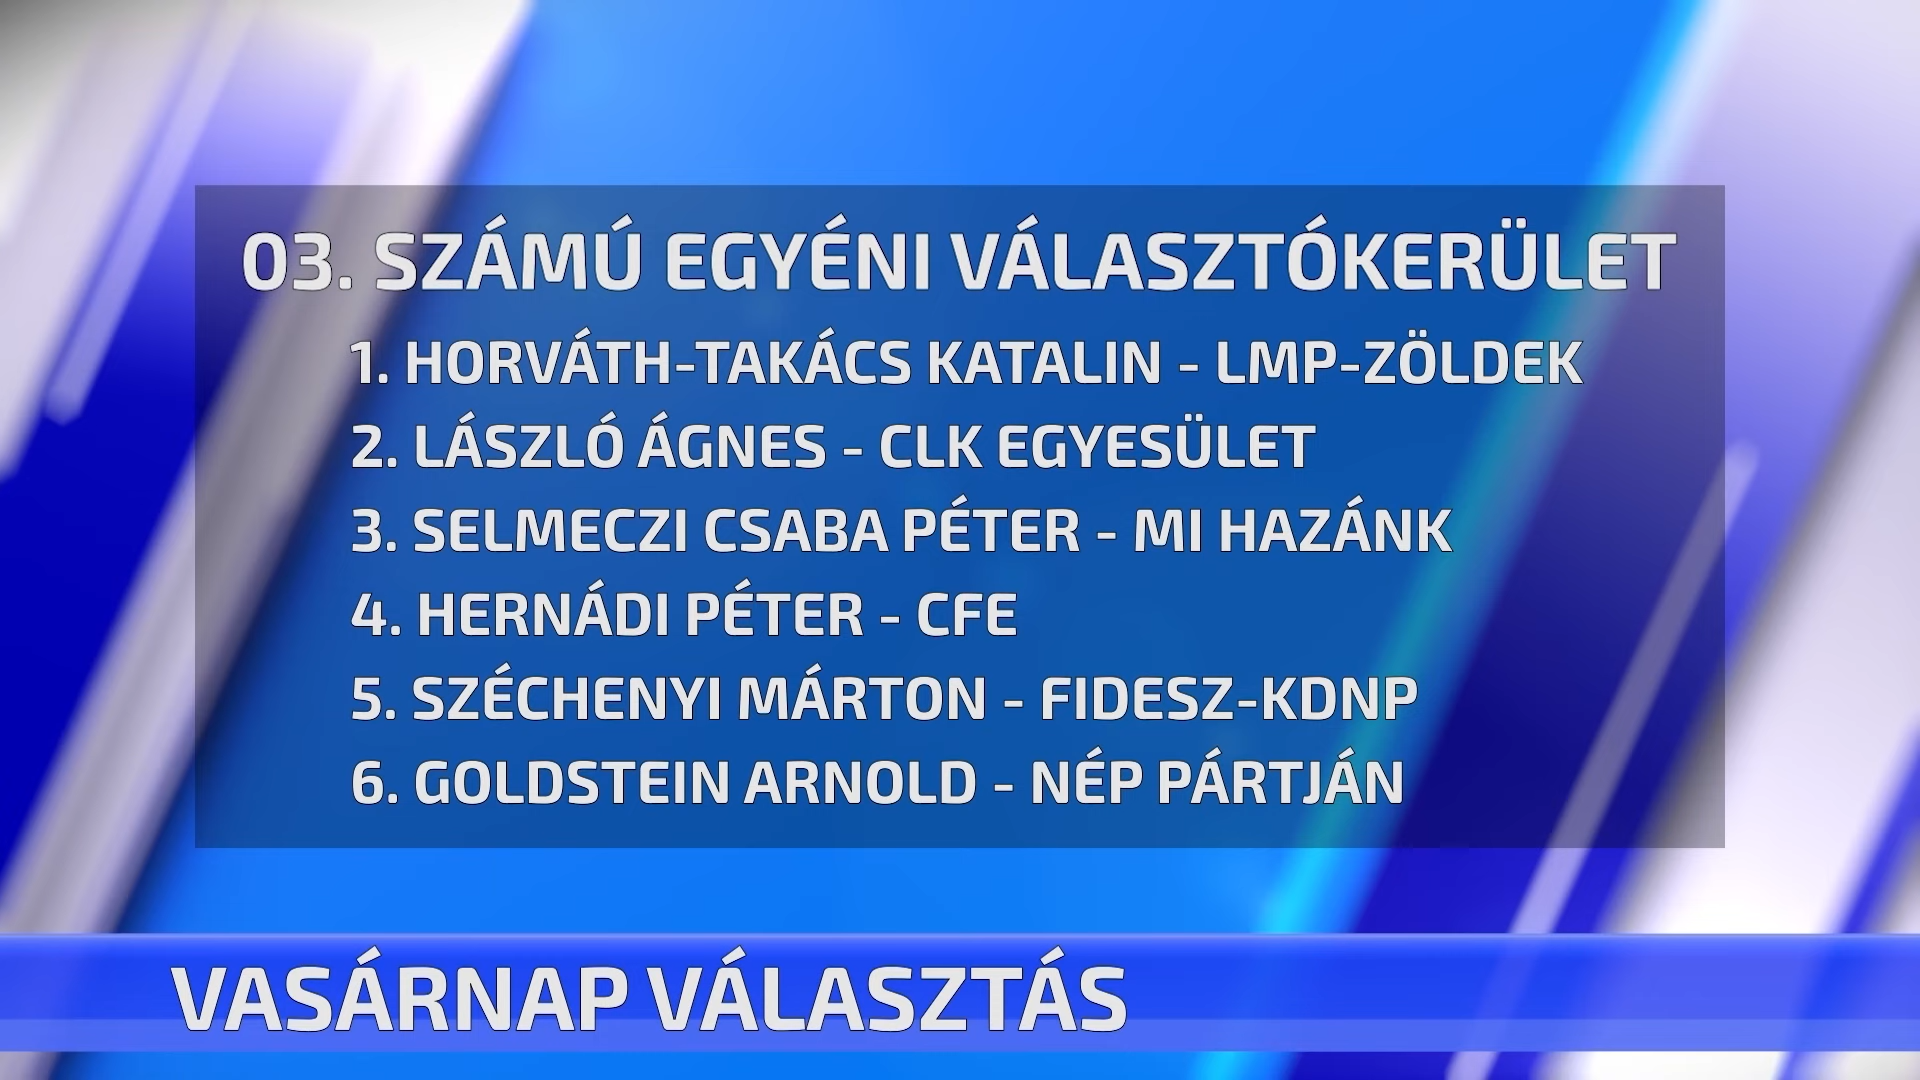 03. SZÁMÚ EGYÉNI VÁLASZTÓKERÜLET
1. HORVÁTH-TAKÁCS KATALIN - LMP-ZÖLDEK
2. LÁSZLÓ ÁGNES - CLK EGYESÜLET
3. SELMECZI CSABA PÉTER - MI HAZÁNK
4. HERNÁDI PÉTER - CFE
5. SZÉCHENYI MÁRTON - FIDESZ-KDNP
6. GOLDSTEIN ARNOLD - NÉP PÁRTJÁN
VASÁRNAP VÁLASZTÁS